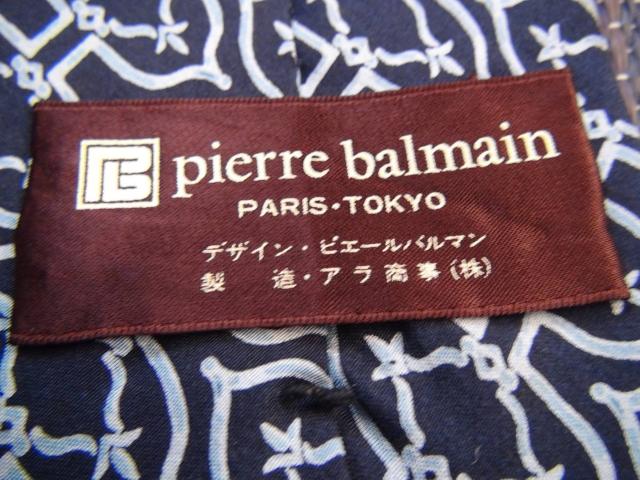 PB pierre balmain
PARIS・TOKYO
デザイン・ピエールバルマン
製造・アラ商事(株)